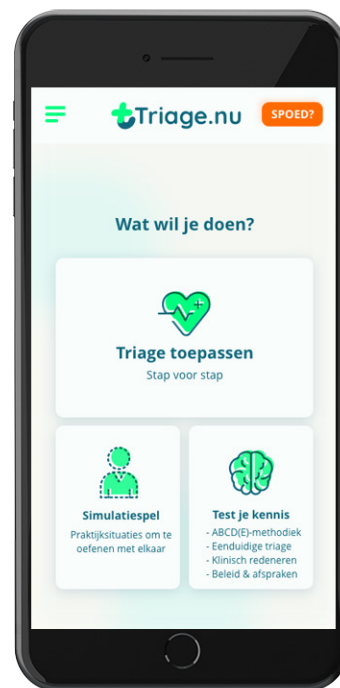 Triage.nu
SPOED?
Wat wil je doen?
Triage toepassen
Stap voor stap
Simulatiespel
Praktijksituaties om te
oefenen met elkaar
Test je kennis
- ABCD(E)-methodiek
- Eenduidige triage
- Klinisch redeneren
- Beleid & afspraken